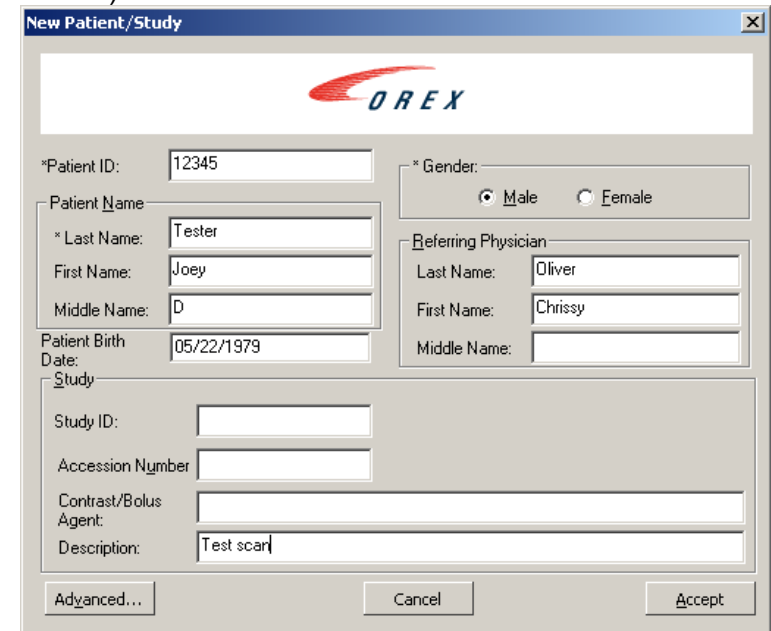 New Patient/Study
OREX
*Patient ID: 12345
* Gender:
Male Female
Patient Name
* Last Name: Tester
First Name: Joey
Middle Name: D
Referring Physician
Last Name: Oliver
First Name: Chrissy
Middle Name:
Patient Birth
Date: 05/22/1979
Study
Study ID:
Accession Number
Contrast/Bolus
Agent:
Description: Test scan
Advanced... Cancel Accept